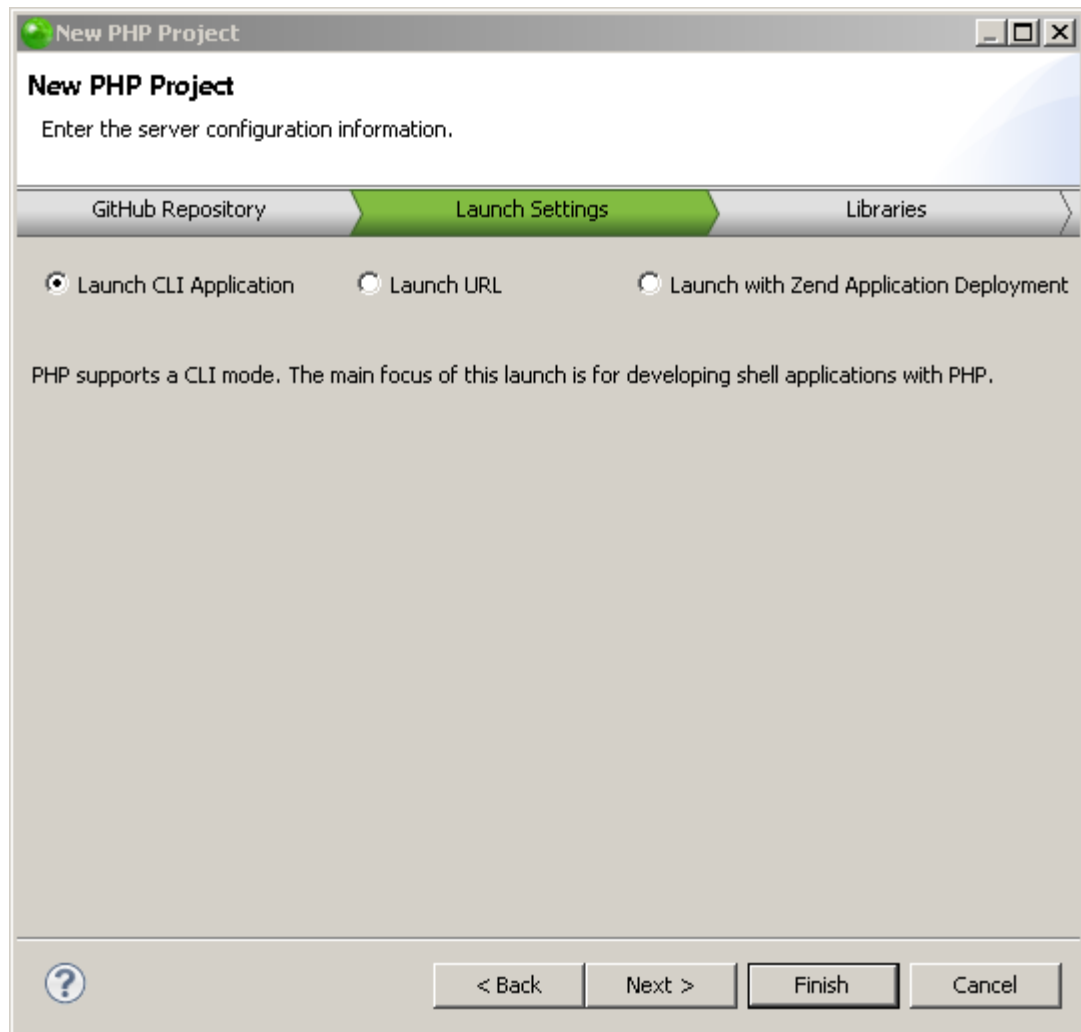 New PHP Project
New PHP Project
Enter the server configuration information.
GitHub Repository Launch Settings Libraries
Launch CLI Application Launch URL Launch with Zend Application Deployment
PHP supports a CLI mode. The main focus of this launch is for developing shell applications with PHP.
? < Back Next > Finish Cancel